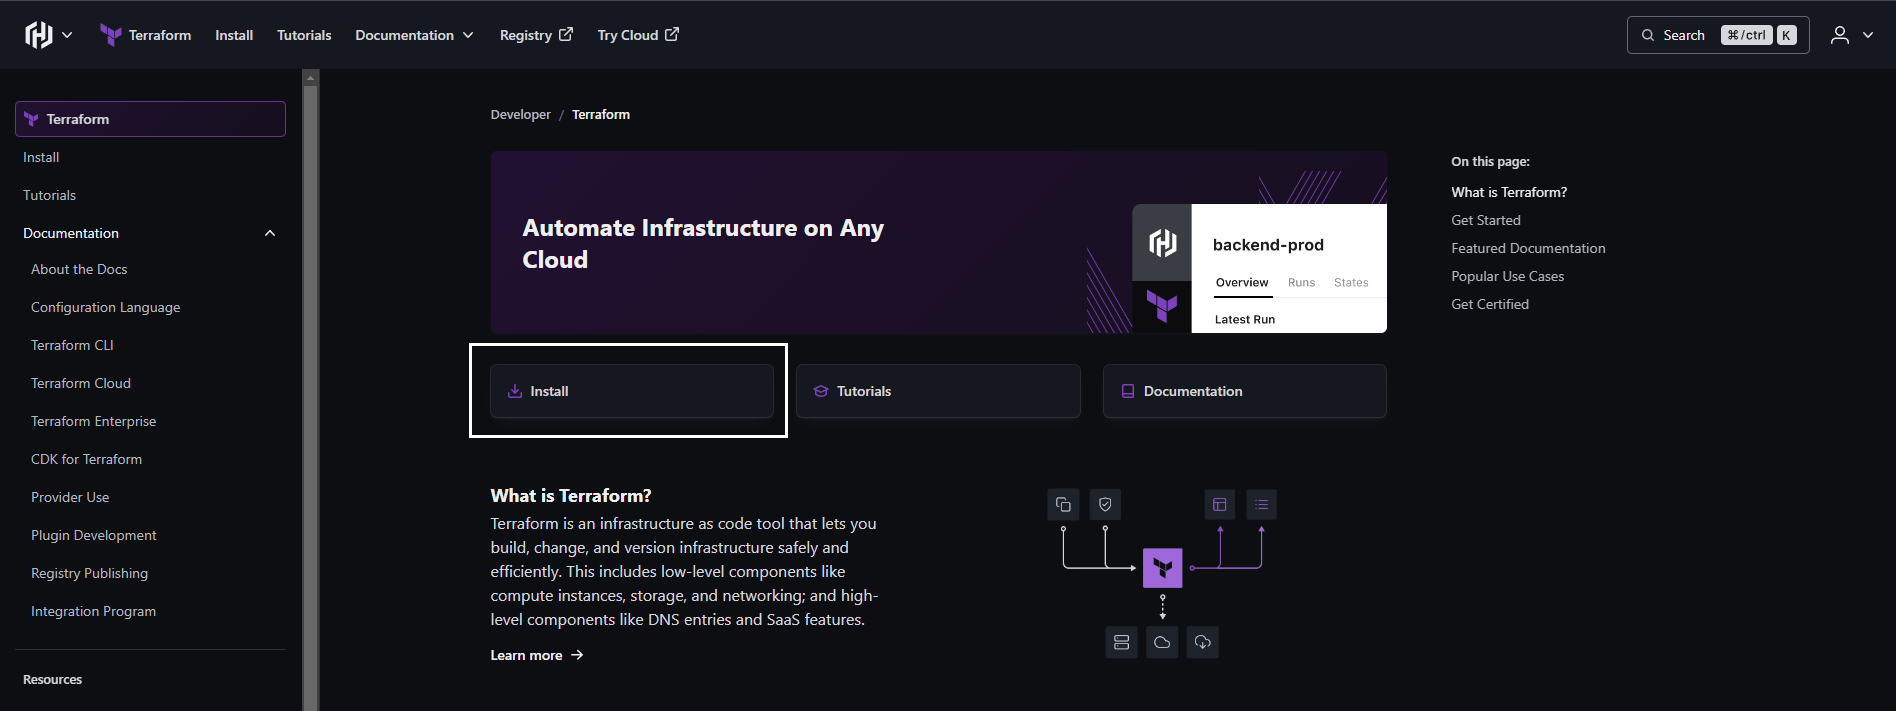 Terraform
Install
Tutorials
Documentation
Registry
Try Cloud
Search
⌘/ctrl
K
Terraform
Install
Tutorials
Documentation
About the Docs
Configuration Language
Terraform CLI
Terraform Cloud
Terraform Enterprise
CDK for Terraform
Provider Use
Plugin Development
Registry Publishing
Integration Program
Resources
Developer / Terraform
Automate Infrastructure on Any
Cloud
backend-prod
Overview
Runs
States
Latest Run
Install
Tutorials
Documentation
What is Terraform?
Terraform is an infrastructure as code tool that lets you
build, change, and version infrastructure safely and
efficiently. This includes low-level components like
compute instances, storage, and networking; and high-
level components like DNS entries and SaaS features.
Learn more →
On this page:
What is Terraform?
Get Started
Featured Documentation
Popular Use Cases
Get Certified